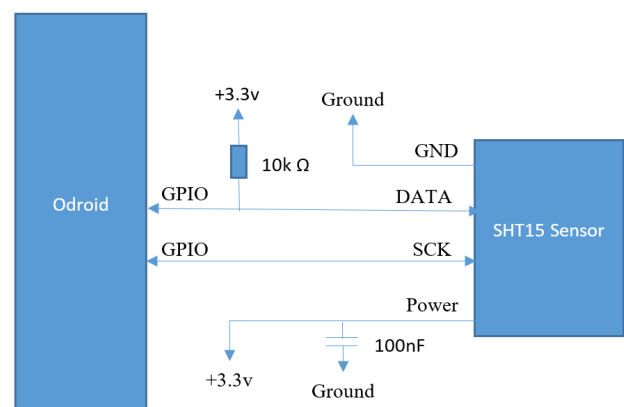 +3.3v
Ground
10k Ω
GND
Odroid
GPIO
DATA
SHT15 Sensor
GPIO
SCK
Power
100nF
+3.3v
Ground